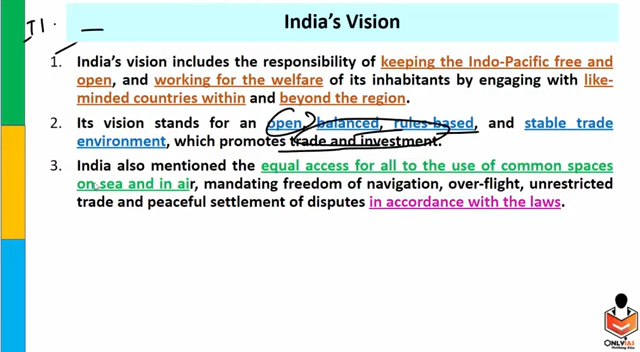 India's Vision
1. India's vision includes the responsibility of keeping the Indo-Pacific free and
open, and working for the welfare of its inhabitants by engaging with like-
minded countries within and beyond the region.
2. Its vision stands for an open, balanced, rules-based, and stable trade
environment, which promotes trade and investment.
3. India also mentioned the equal access for all to the use of common spaces
on sea and in air, mandating freedom of navigation, over-flight, unrestricted
trade and peaceful settlement of disputes in accordance with the laws.
ONLYIAS